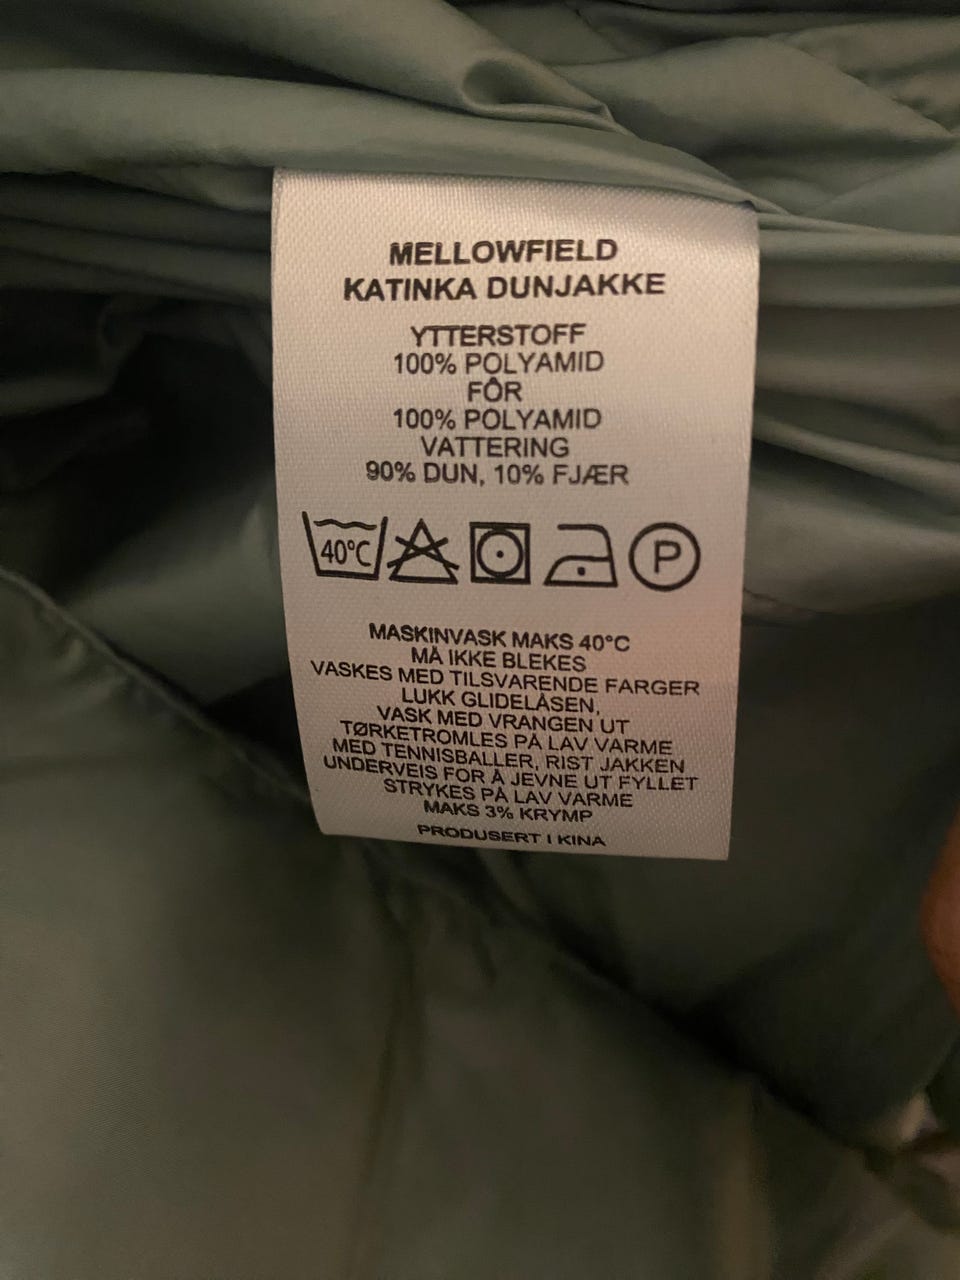 MELLOWFIELD
KATINKA DUNJAKKE
YTTERSTOFF
100% POLYAMID
FÔR
100% POLYAMID
VATTERING
90% DUN, 10% FJÆR
40°C P
MASKINVASK MAKS 40°C
MÅ IKKE BLEKES
VASKES MED TILSVARENDE FARGER
LUKK GLIDELÅSEN,
VASK MED VRANGEN UT
TØRKETROMLES PÅ LAV VARME
MED TENNISBALLER, RIST JAKKEN
UNDERVEIS FOR Å JEVNE UT FYLLET
STRYKES PÅ LAV VARME
MAKS 3% KRYMP
PRODUSERT I KINA